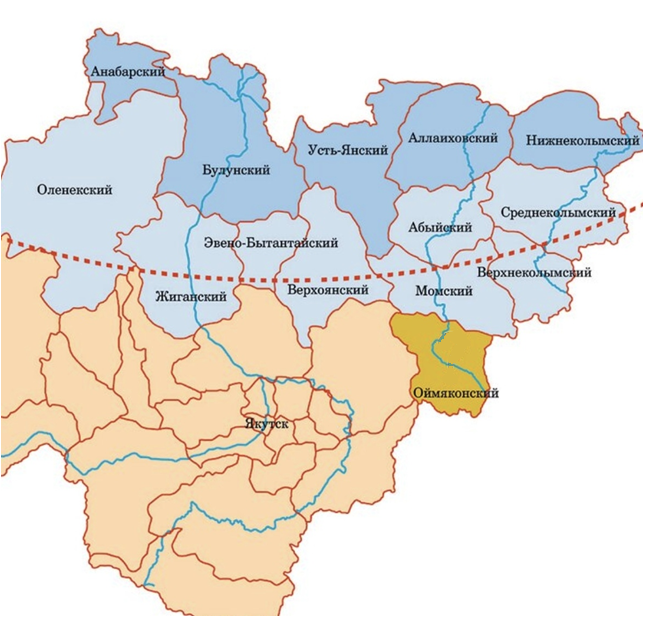 Анабарский
Аллаиховский
Нижнеколымский
Усть-Янский
Булунский
Оленекский
Среднеколымский
Абыйский
Эвено-Бытантайский
Верхнеколымский
Жиганский
Верхоянский
Момский
Оймяконский
Якутск